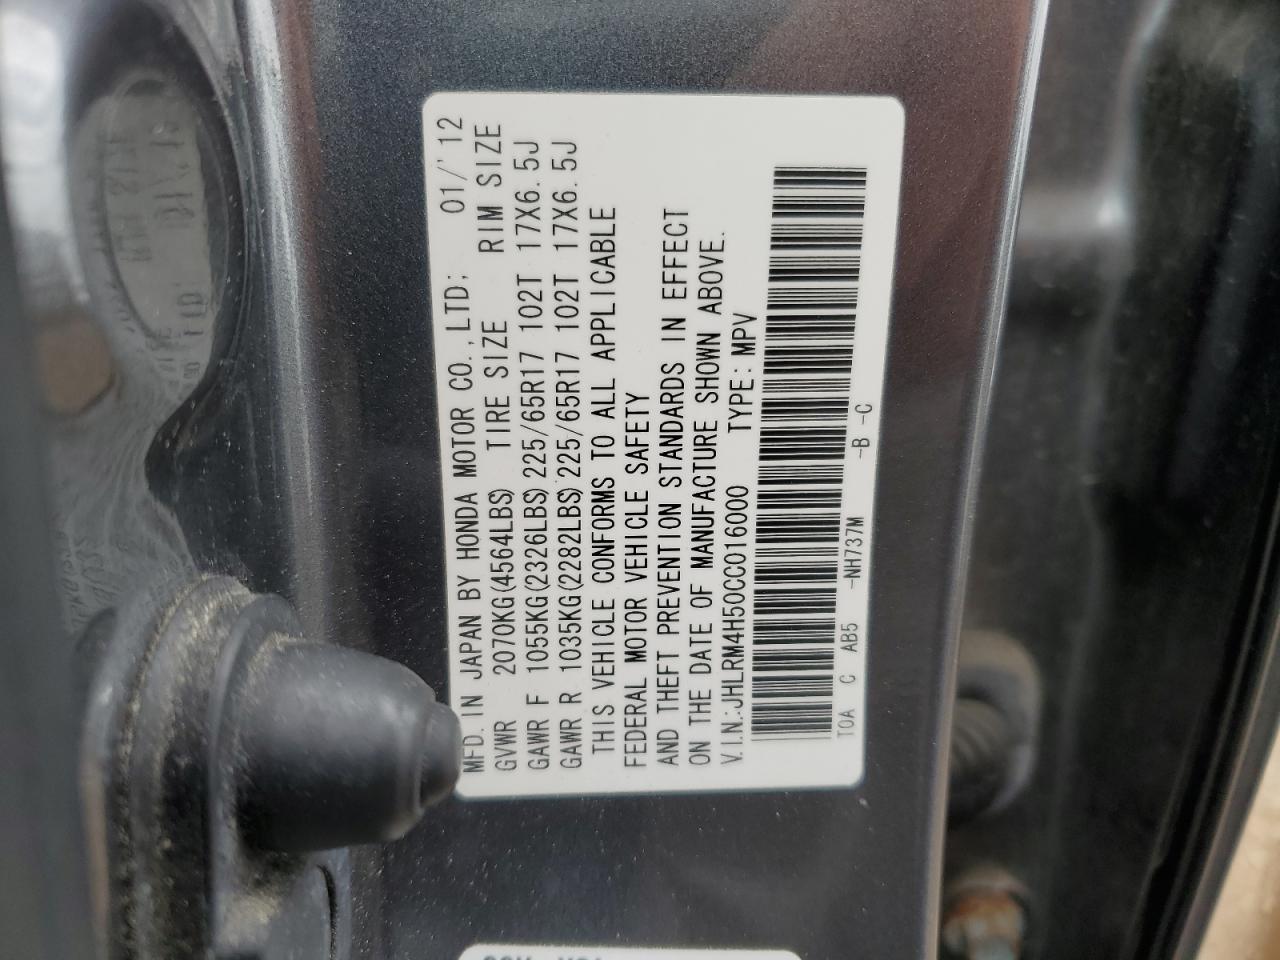 MFD. IN JAPAN BY HONDA MOTOR CO.,LTD; 01/'12
GVWR 2070KG(4564LBS) TIRE SIZE RIM SIZE
GAWR F 1055KG(2326LBS)225/65R17 102T 17X6.5J
GAWR R 1035KG(2282LBS)225/65R17 102T 17X6.5J
THIS VEHICLE CONFORMS TO ALL APPLICABLE
FEDERAL MOTOR VEHICLE SAFETY
AND THEFT PREVENTION STANDARDS IN EFFECT
ON THE DATE OF MANUFACTURE SHOWN ABOVE.
V.I.N.:JHLRM4H50CC016000 TYPE:MPV
T0A C AB5 -NH737M -B -C